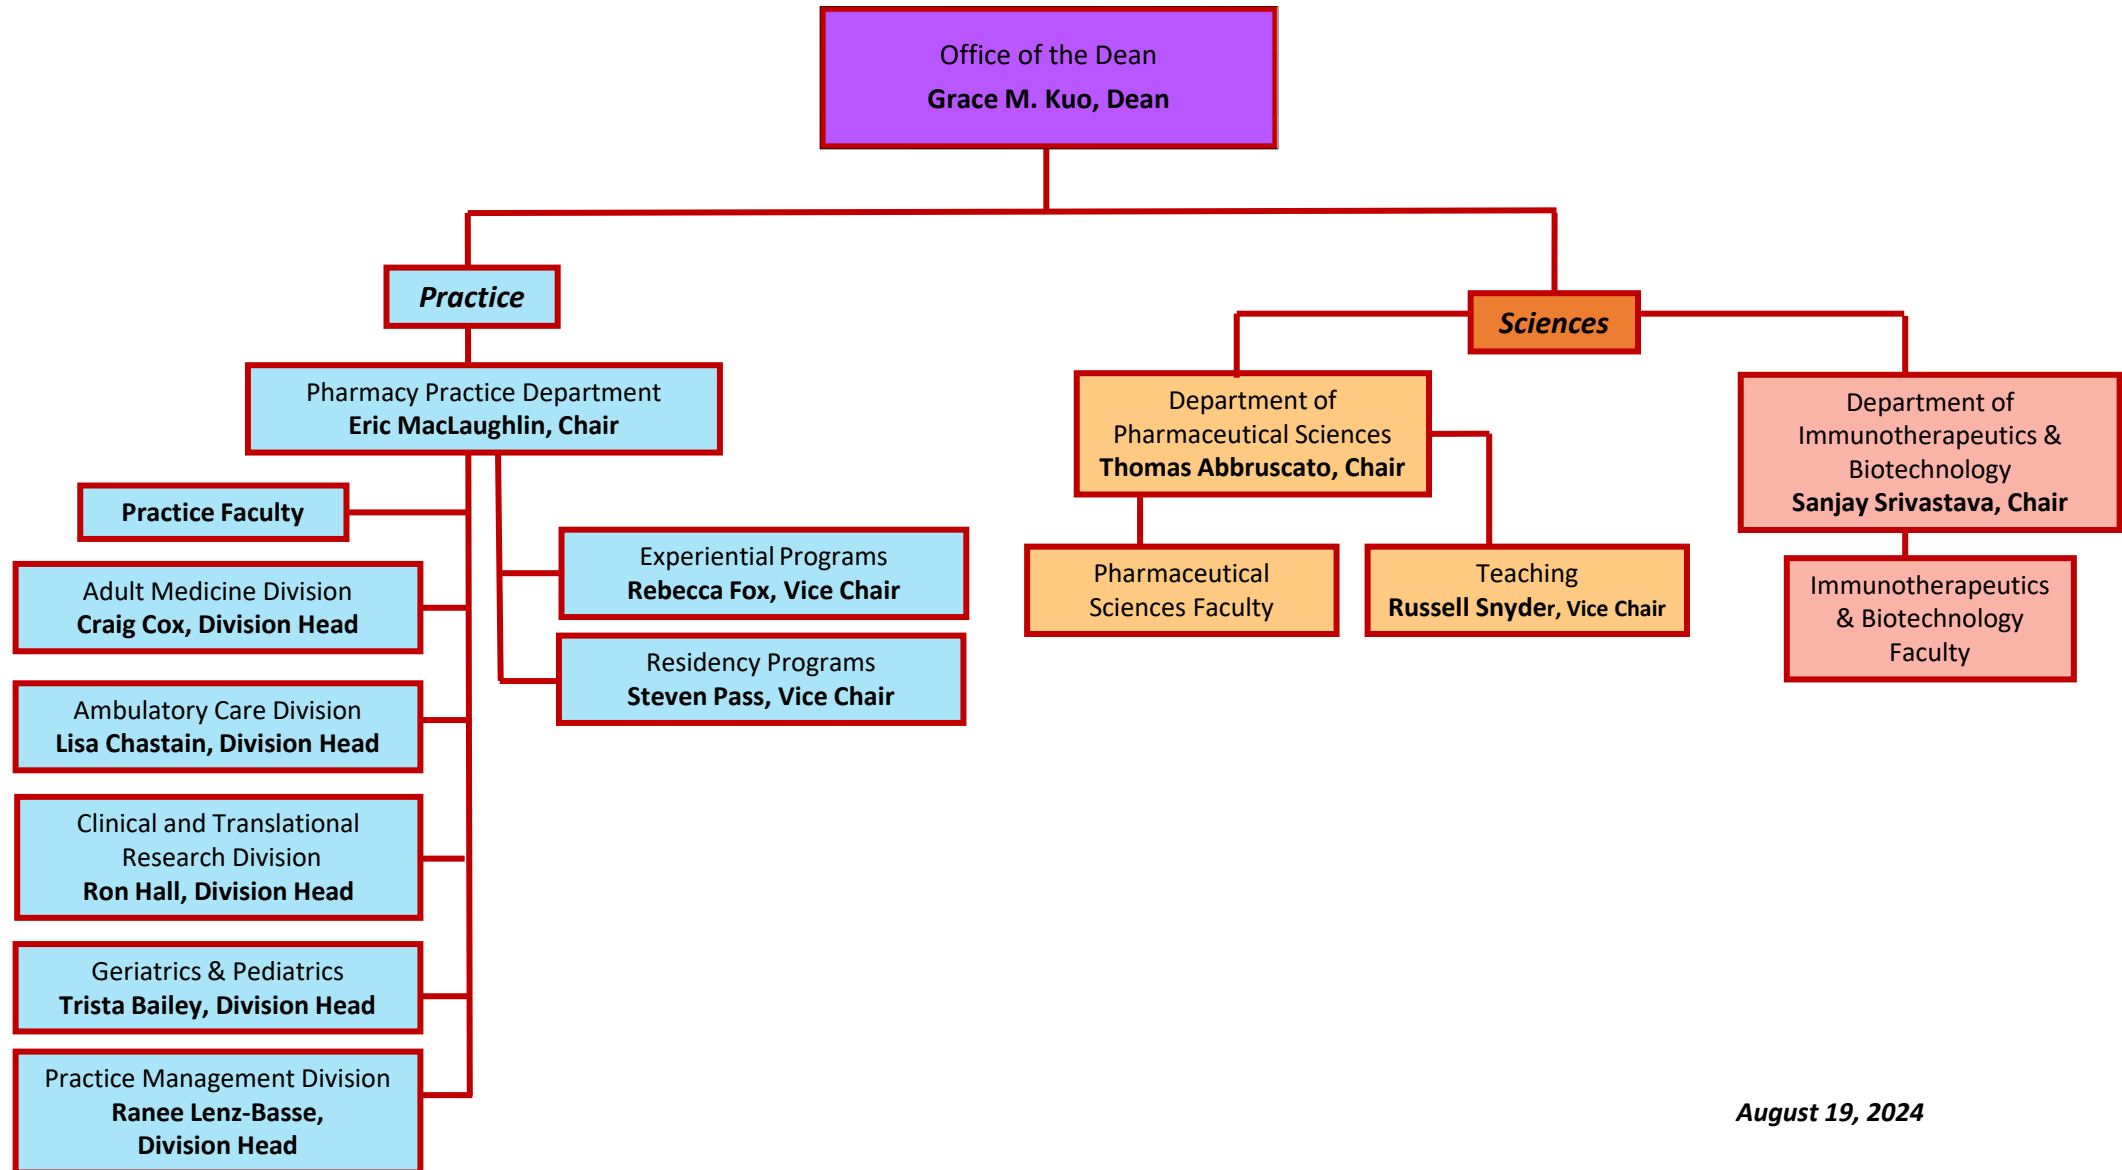 Office of the Dean
Grace M. Kuo, Dean
Practice
Pharmacy Practice Department
Eric MacLaughlin, Chair
Practice Faculty
Adult Medicine Division
Craig Cox, Division Head
Ambulatory Care Division
Lisa Chastain, Division Head
Clinical and Translational
Research Division
Ron Hall, Division Head
Geriatrics & Pediatrics
Trista Bailey, Division Head
Practice Management Division
Ranee Lenz-Basse,
Division Head
Experiential Programs
Rebecca Fox, Vice Chair
Residency Programs
Steven Pass, Vice Chair
Sciences
Department of
Pharmaceutical Sciences
Thomas Abbruscato, Chair
Pharmaceutical
Sciences Faculty
Teaching
Russell Snyder, Vice Chair
Department of
Immunotherapeutics &
Biotechnology
Sanjay Srivastava, Chair
Immunotherapeutics
& Biotechnology
Faculty
August 19, 2024